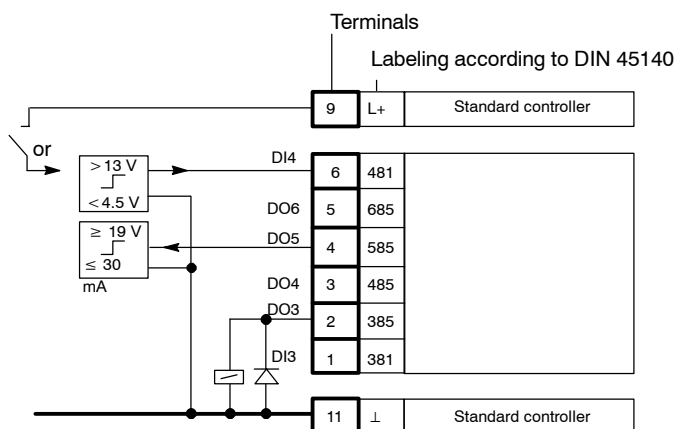 Terminals
Labeling according to DIN 45140
9 L+ Standard controller
or
>13 V
<4.5 V
DI4 6 481
DO6 5 685
≥ 19 V
≤ 30
mA
DO5 4 585
DO4 3 485
DO3 2 385
DI3 1 381
11 ⊥ Standard controller